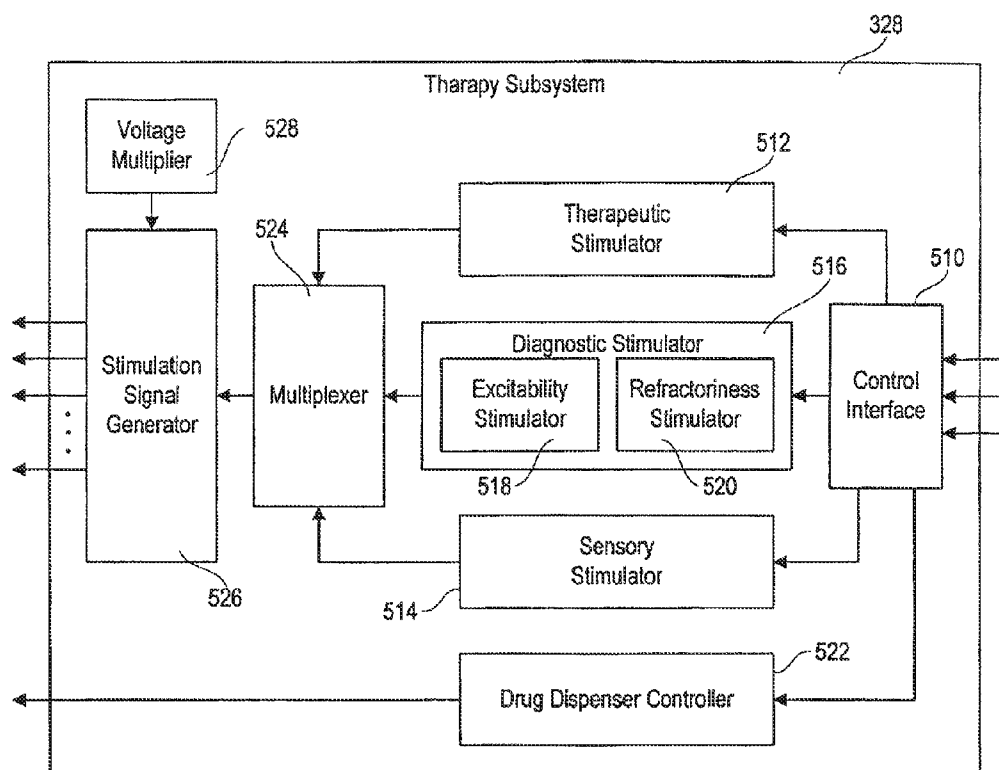 328
Tharapy Subsystem
Voltage
Multiplier
528
512
Therapeutic
Stimulator
524
516
510
Diagnostic Stimulator
Excitability
Stimulator
518
Refractoriness
Stimulator
520
Control
Interface
Multiplexer
Stimulation
Signal
Generator
526
Sensory
Stimulator
514
522
Drug Dispenser Controller